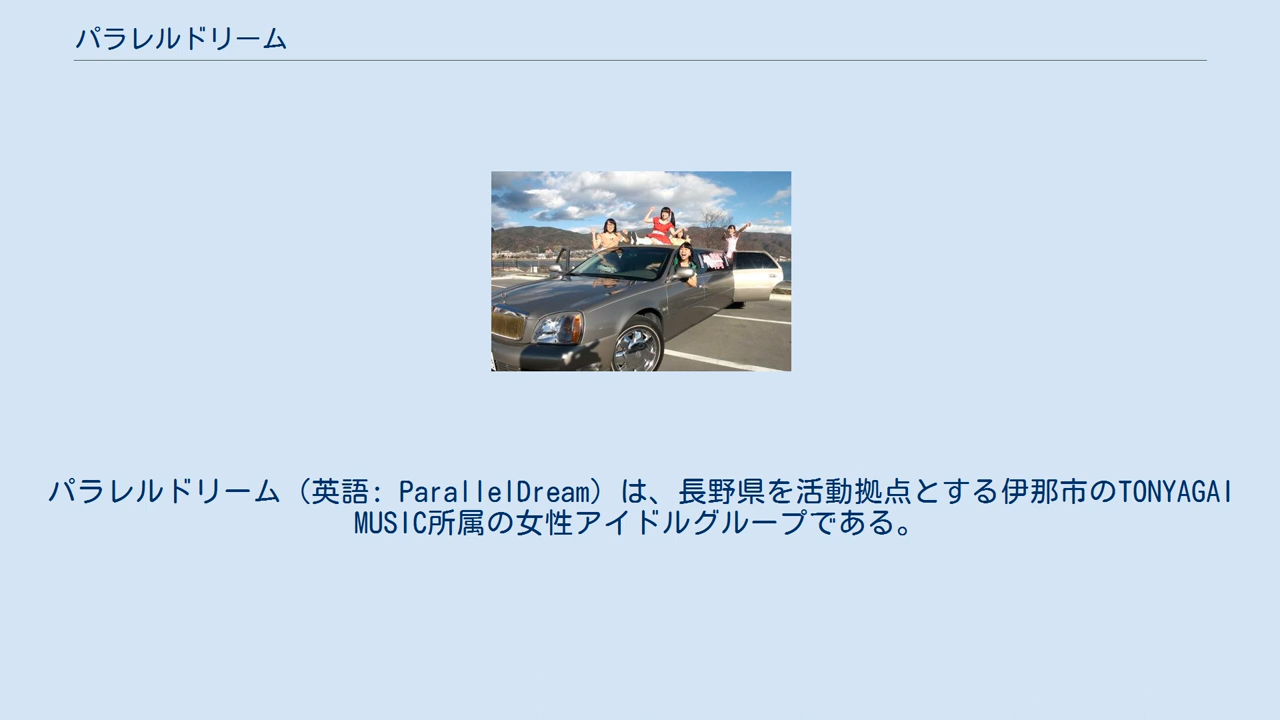 パラレルドリーム
パラレルドリーム（英語: ParallelDream）は、長野県を活動拠点とする伊那市のTONYAGAI
MUSIC所属の女性アイドルグループである。